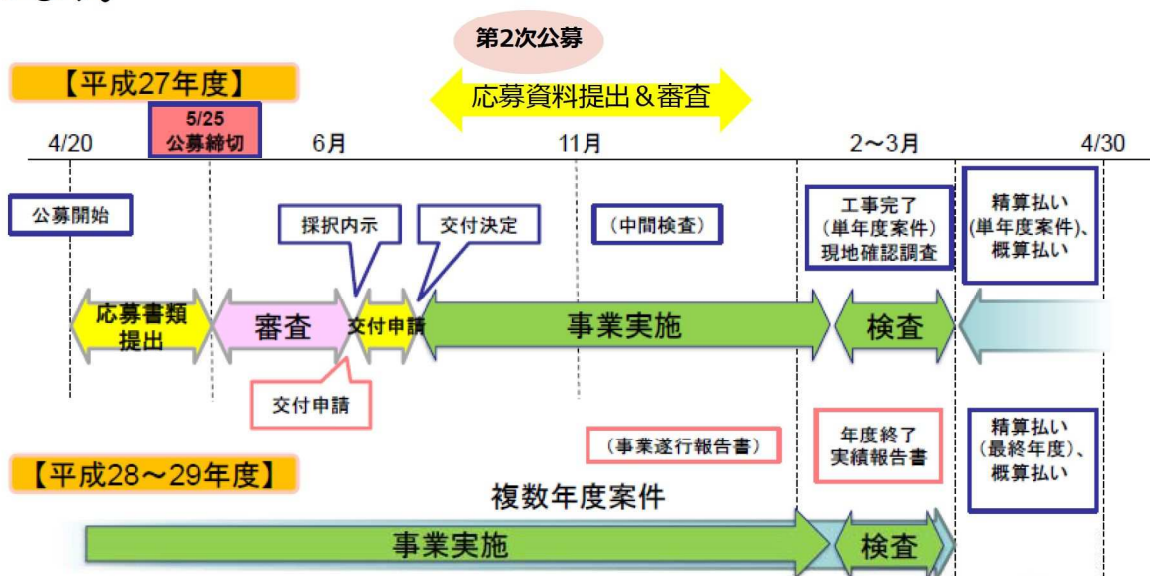 第2次公募
【平成27年度】
応募資料提出＆審査
5/25
公募締切
4/20
6月
11月
2～3月
4/30
公募開始
採択内示
交付決定
（中間検査）
工事完了
（単年度案件）
現地確認調査
精算払い
(単年度案件)、
概算払い
応募書類
提出
審査
交付申請
事業実施
検査
交付申請
（事業遂行報告書）
年度終了
実績報告書
精算払い
（最終年度）、
概算払い
【平成28～29年度】
複数年度案件
事業実施
検査